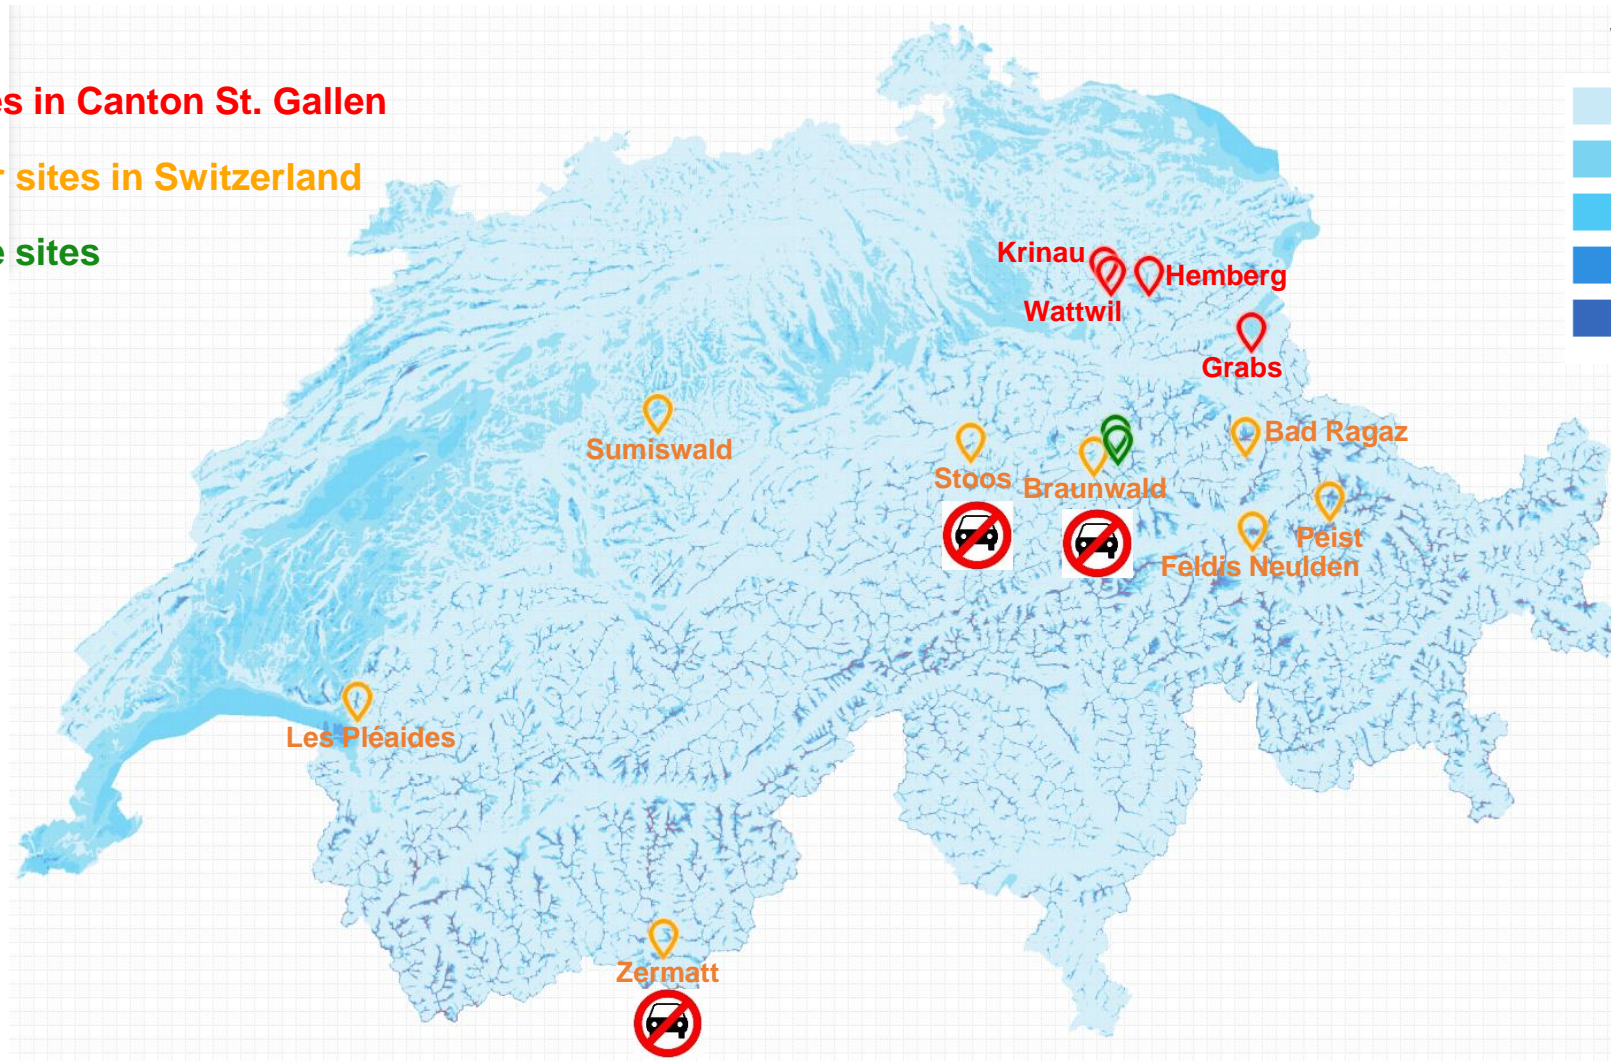 es in Canton St. Gallen
r sites in Switzerland
e sites
Krinau
Hemberg
Wattwil
Grabs
Sumiswald
Bad Ragaz
Stoos
Braunwald
Peist
Feldis Neulden
Les Pléaides
Zermatt